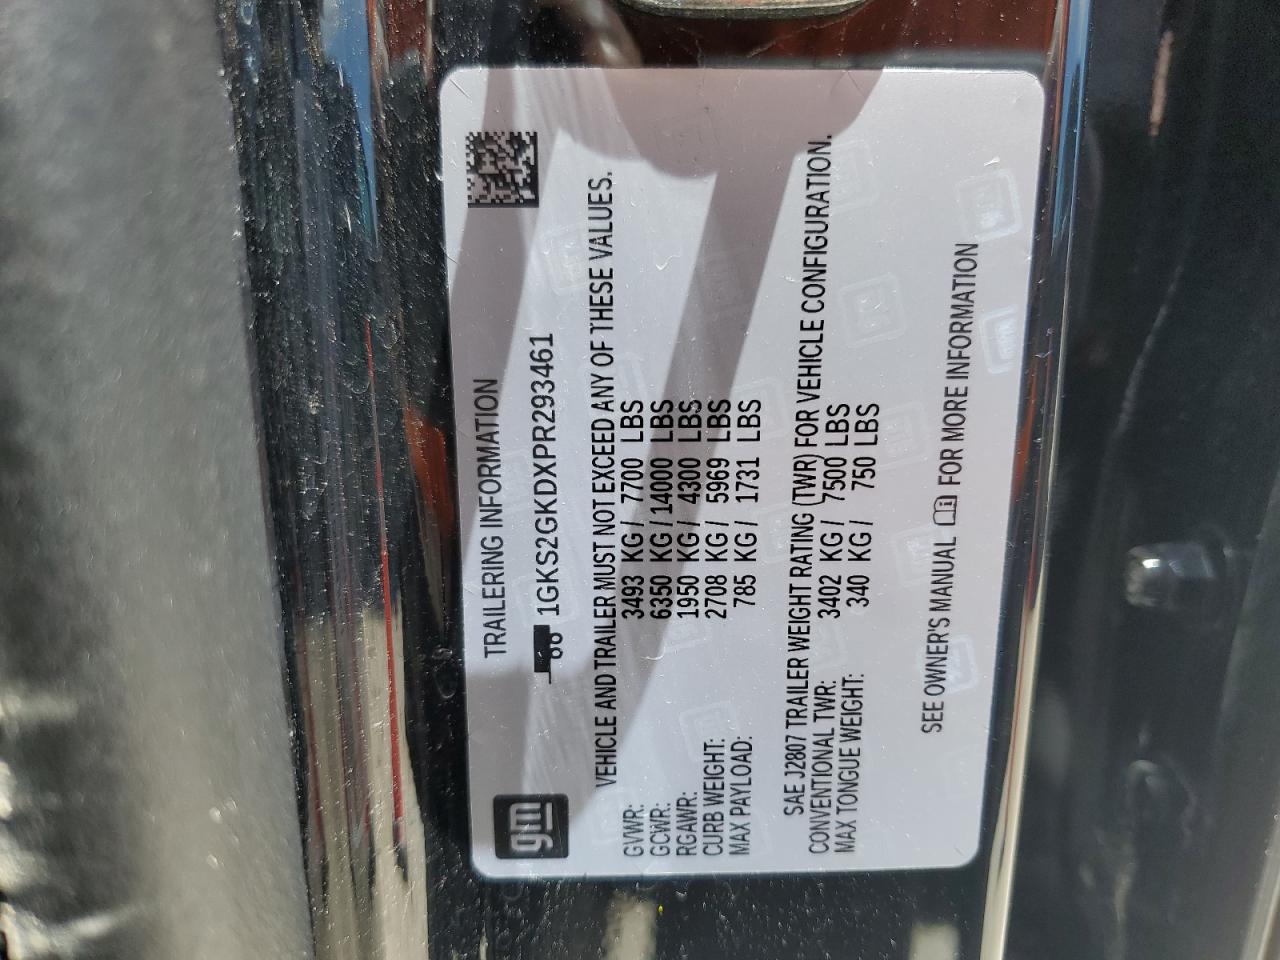 gm
TRAILERING INFORMATION
1GKS2GKDXPR293461
VEHICLE AND TRAILER MUST NOT EXCEED ANY OF THESE VALUES.
GVWR: 3493 KG / 7700 LBS
GCWR: 6350 KG / 14000 LBS
RGAWR: 1950 KG / 4300 LBS
CURB WEIGHT: 2708 KG / 5969 LBS
MAX PAYLOAD: 785 KG / 1731 LBS
SAE J2807 TRAILER WEIGHT RATING (TWR) FOR VEHICLE CONFIGURATION.
CONVENTIONAL TWR: 3402 KG / 7500 LBS
MAX TONGUE WEIGHT: 340 KG / 750 LBS
SEE OWNER'S MANUAL FOR MORE INFORMATION